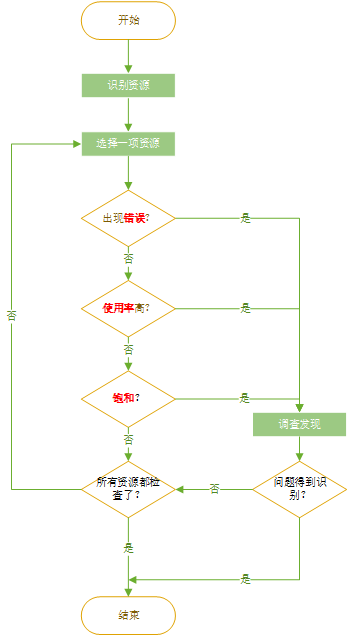 开始
识别资源
选择一项资源
出现错误?
是
否
否
使用率高?
是
否
饱和?
是
调查发现
否
所有资源都检
查了?
否
问题得到识
别?
是
是
结束